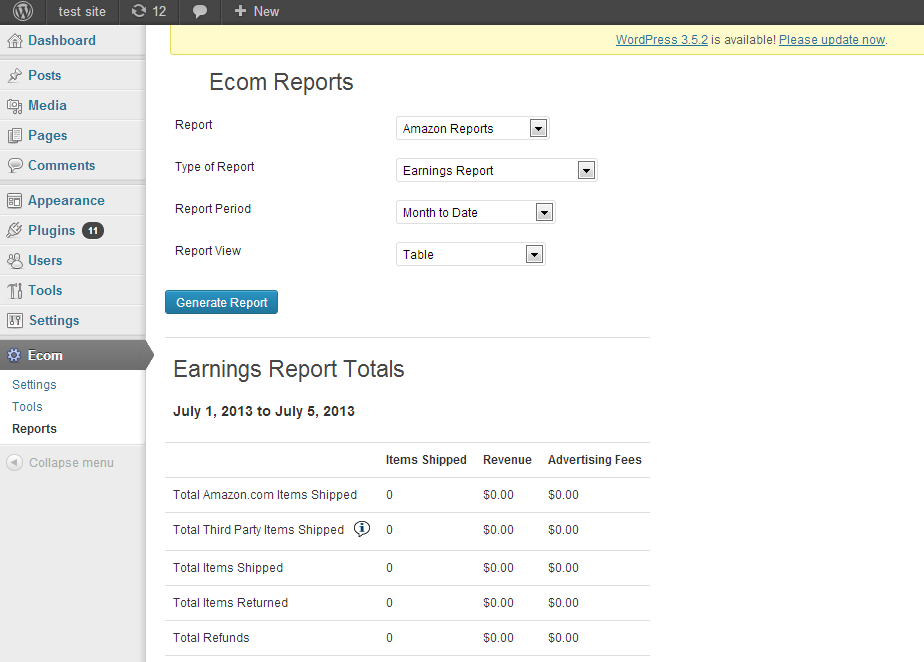 test site 12 + New
WordPress 3.5.2 is available! Please update now.
Dashboard
Posts
Media
Pages
Comments
Appearance
Plugins 11
Users
Tools
Settings
Ecom
Settings
Tools
Reports
Collapse menu
Ecom Reports
Report Amazon Reports
Type of Report Earnings Report
Report Period Month to Date
Report View Table
Generate Report
Earnings Report Totals
July 1, 2013 to July 5, 2013
Items Shipped Revenue Advertising Fees
Total Amazon.com Items Shipped 0 $0.00 $0.00
Total Third Party Items Shipped 0 $0.00 $0.00
Total Items Shipped 0 $0.00 $0.00
Total Items Returned 0 $0.00 $0.00
Total Refunds 0 $0.00 $0.00